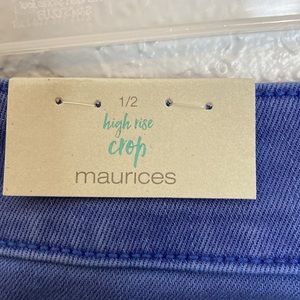 1/2
high rise
crop
maurices